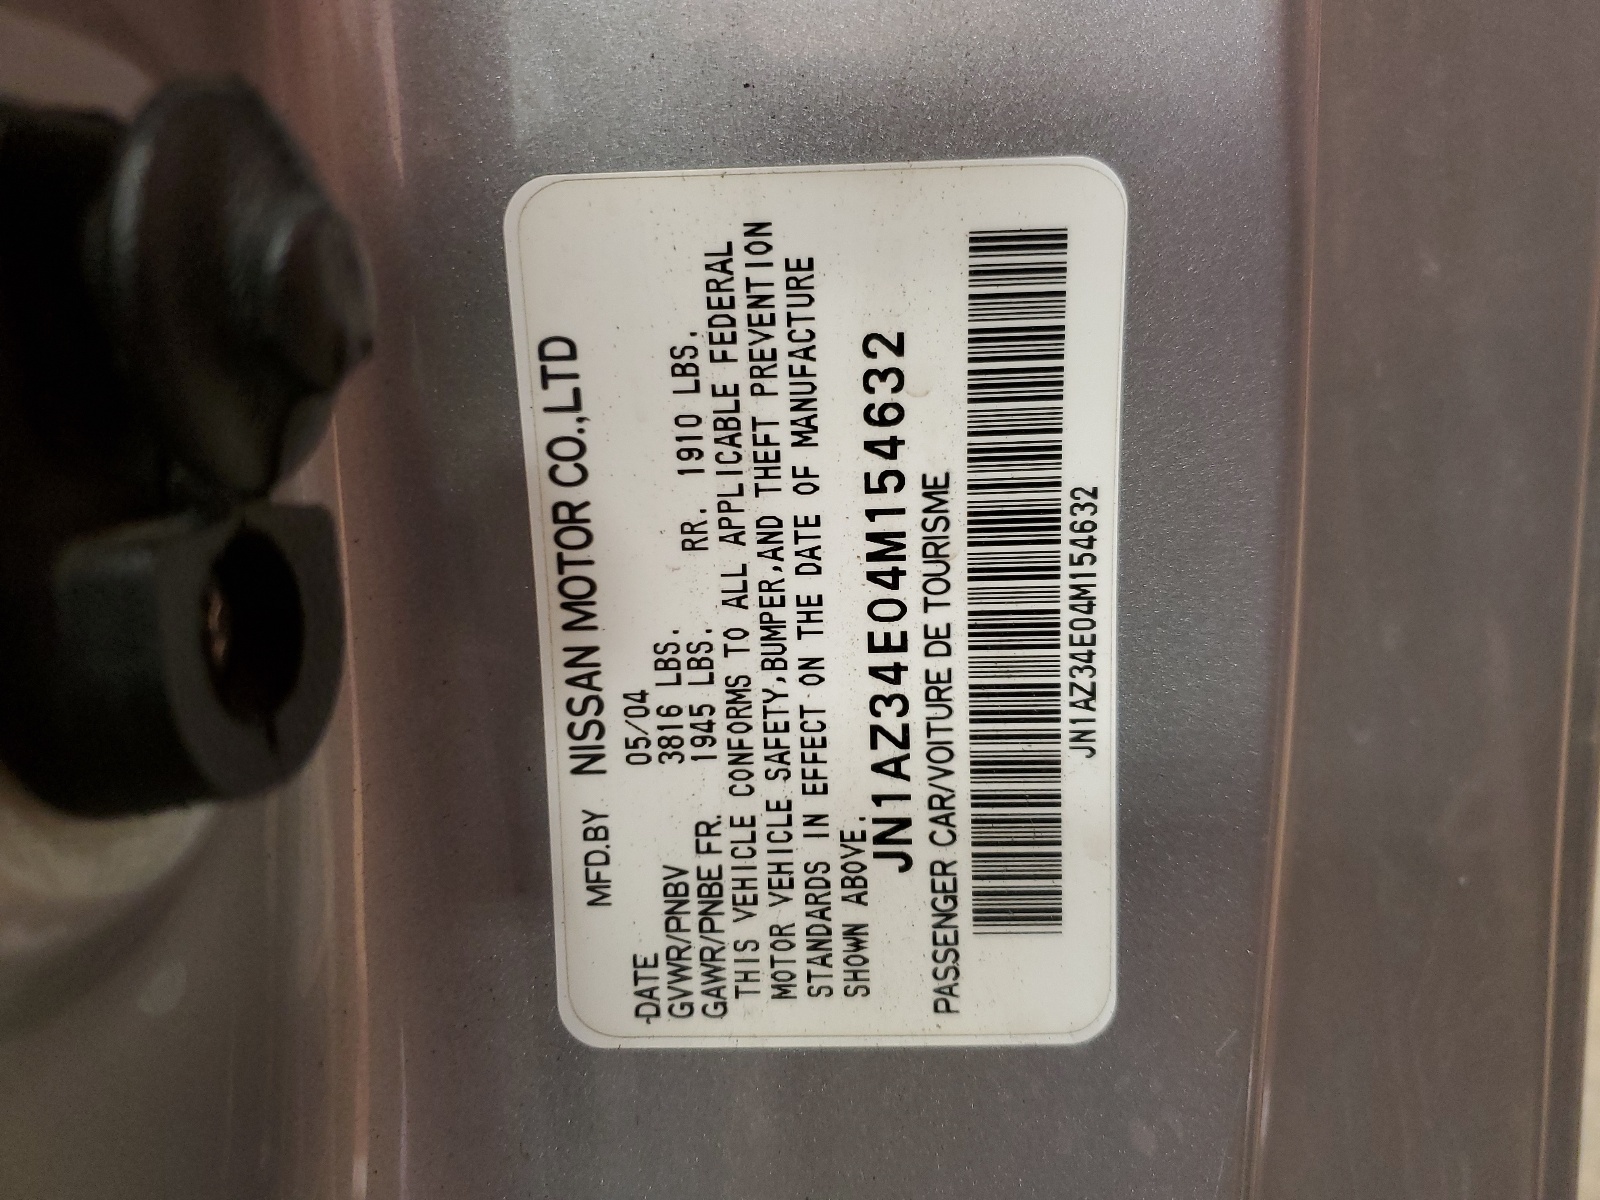 MFD.BY NISSAN MOTOR CO.,LTD
DATE 05/04
GVWR/PNBV 3816 LBS.
GAWR/PNBE FR. 1945 LBS. RR. 1910 LBS.
THIS VEHICLE CONFORMS TO ALL APPLICABLE FEDERAL
MOTOR VEHICLE SAFETY,BUMPER,AND THEFT PREVENTION
STANDARDS IN EFFECT ON THE DATE OF MANUFACTURE
SHOWN ABOVE.
JN1AZ34E04M154632
PASSENGER CAR/VOITURE DE TOURISME
JN1AZ34E04M154632